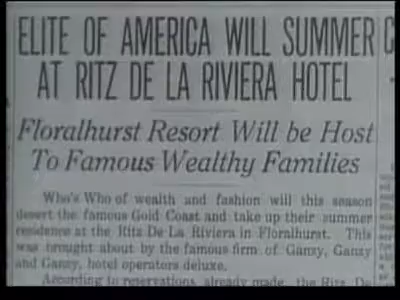 ELITE OF AMERICA WILL SUMMER
AT RITZ DE LA RIVIERA HOTEL
Floralhurst Resort Will be Host
To Famous Wealthy Families
Who's Who of wealth and fashion will this season
desert the famous Gold Coast and take up their summer
residence at the Ritz De La Riviera in Floralhurst. This
was brought about by the famous firm of Ganzy, Ganzy
and Ganzy, hotel operators deluxe.
According to reservations already made, the Ritz De